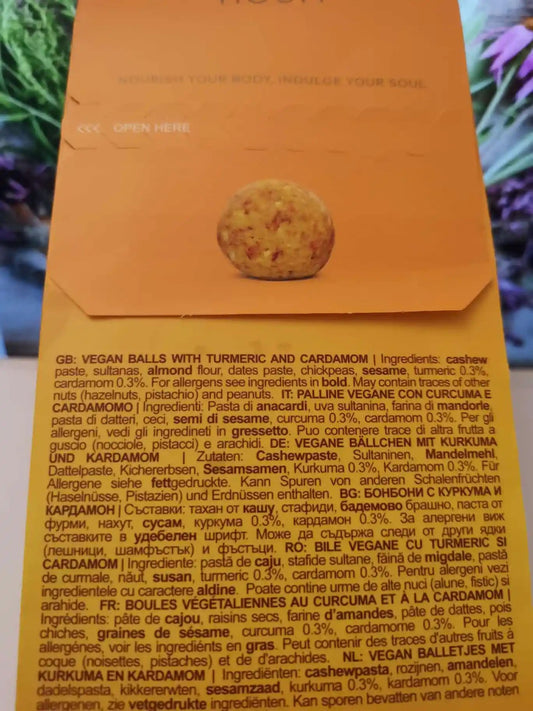 NOURISH YOUR BODY, INDULGE YOUR SOUL
<<< OPEN HERE
GB: VEGAN BALLS WITH TURMERIC AND CARDAMOM | Ingredients: cashew
paste, sultanas, almond flour, dates paste, chickpeas, sesame, turmeric 0.3%,
cardamom 0.3%. For allergens see ingredients in bold. May contain traces of other
nuts (hazelnuts, pistachio) and peanuts. IT: PALLINE VEGANE CON CURCUMA E
CARDAMOMO | Ingredienti: Pasta di anacardi, uva sultanina, farina di mandorle,
pasta di datteri, ceci, semi di sesame, curcuma 0.3%, cardamom 0.3%. Per gli
allergeni, vedi gli ingredineti in gressetto. Puo contenere trace di altra frutta a
guscio (nocciole, pistacci) e arachidi. DE: VEGANE BÄLLCHEN MIT KURKUMA
UND KARDAMOM | Zutaten: Cashewpaste, Sultaninen, Mandelmehl,
Dattelpaste, Kichererbsen, Sesamsamen, Kurkuma 0.3%, Kardamom 0.3%. Für
Allergene siehe fettgedruckte. Kann Spuren von anderen Schalenfrüchten
(Haselnüsse, Pistazien) und Erdnüssen enthalten. BG: БОНБОНИ С КУРКУМА И
КАРДАМОН | Съставки: тахан от кашу, стафиди, бадемово брашно, паста от
фурми, нахут, сусам, куркума 0.3%, кардамон 0.3%. За алергени виж
съставките в удебелен шрифт. Може да съдържа следи от други ядки
(лешници, шамфъстък) и фъстъци. RO: BILE VEGANE CU TURMERIC SI
CARDAMOM | Ingrediente: pastă de caju, stafide sultane, făină de migdale, pastă
de curmale, năut, susan, turmeric 0.3%, cardamom 0.3%. Pentru alergeni vezi
ingredientele cu caractere aldine. Poate contine urme de alte nuci (alune, fistic) si
arahide. FR: BOULES VÉGÉTALIENNES AU CURCUMA ET À LA CARDAMOM |
Ingrédients: pâte de cajou, raisins secs, farine d'amandes, pâte de dattes, pois
chiches, graines de sésame, curcuma 0.3%, cardamome 0.3%. Pour les
allergénes, voir les ingrédients en gras. Peut contenir des traces d'autres fruits à
coque (noisettes, pistaches) et de d'arachides. NL: VEGAN BALLETJES MET
KURKUMA EN KARDAMOM | Ingrediënten: cashewpasta, rozijnen, amandelen,
dadelspasta, kikkererwten, sesamzaad, kurkuma 0.3%, kardamom 0.3%. Voor
allergenen, zie vetgedrukte ingrediënten. Kan sporen bevatten van andere noten